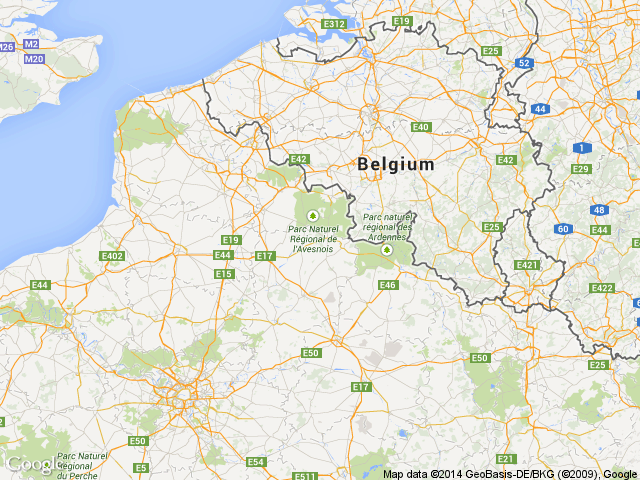 E312
E19
M2
M26
M20
E34
E25
52
44
E40
1
E42
E42
Belgium
E29
48
Parc Naturel
Régional de
l'Avesnois
Parc naturel
régional des
Ardennes
E25
60
E44
E19
E402
E44
E17
E15
E421
E44
E46
E422
E50
E50
E25
E17
E50
Parc Naturel
Régional
du Perche
E5
E54
E511
E21
Google
Map data ©2014 GeoBasis-DE/BKG (©2009), Google